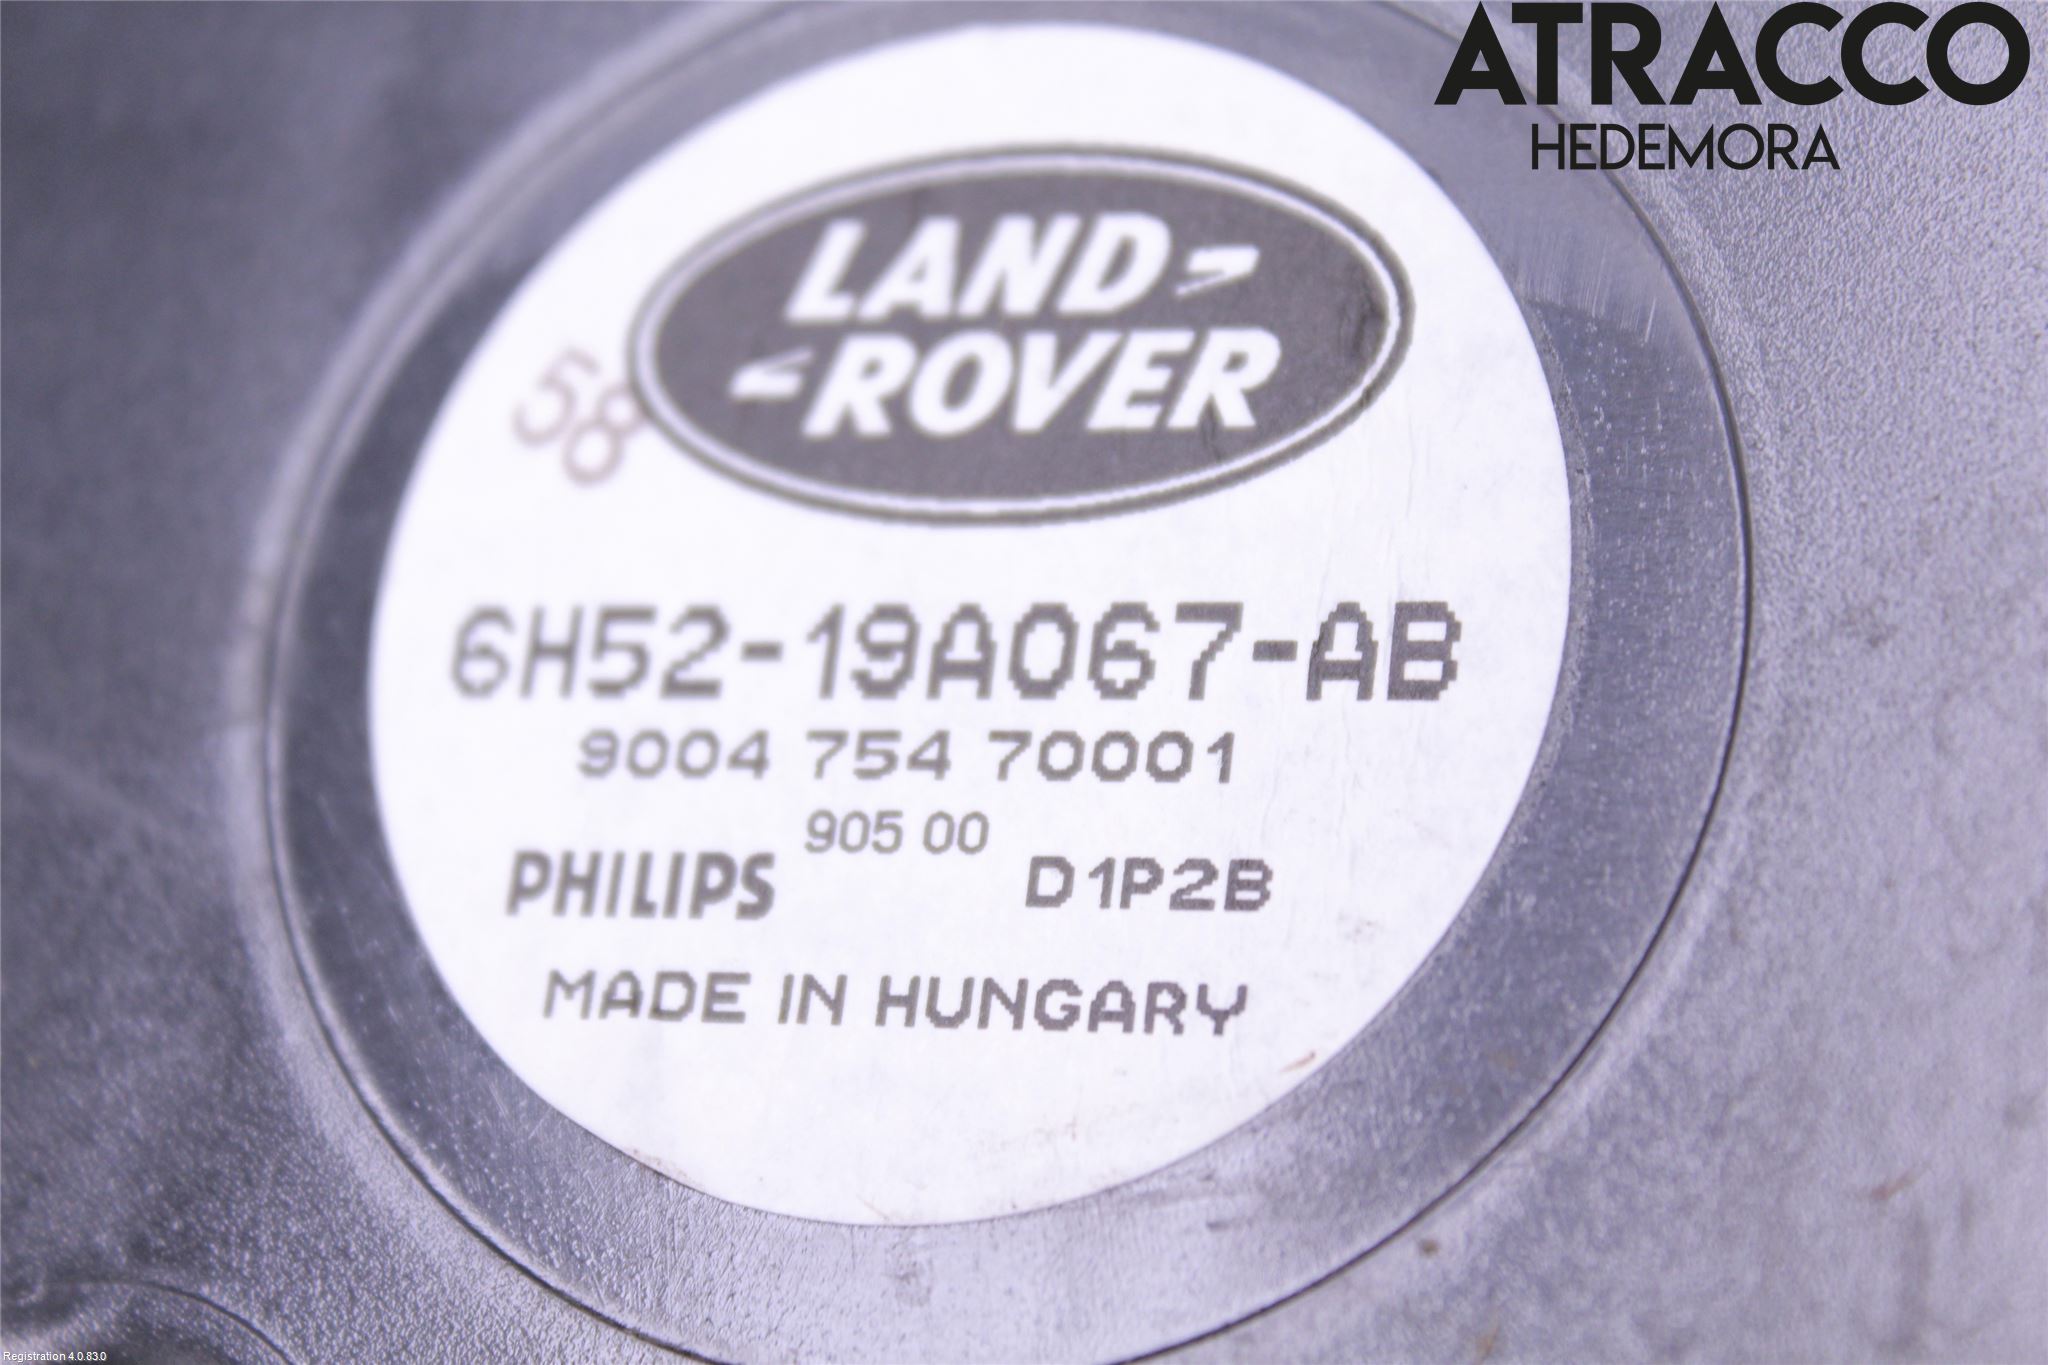 ATRACCO
HEDEMORA
LAND
ROVER
58
6H52-19A067-AB
9004 754 70001
905 00
PHILIPS D1P2B
MADE IN HUNGARY
Registration 4.0.83.0